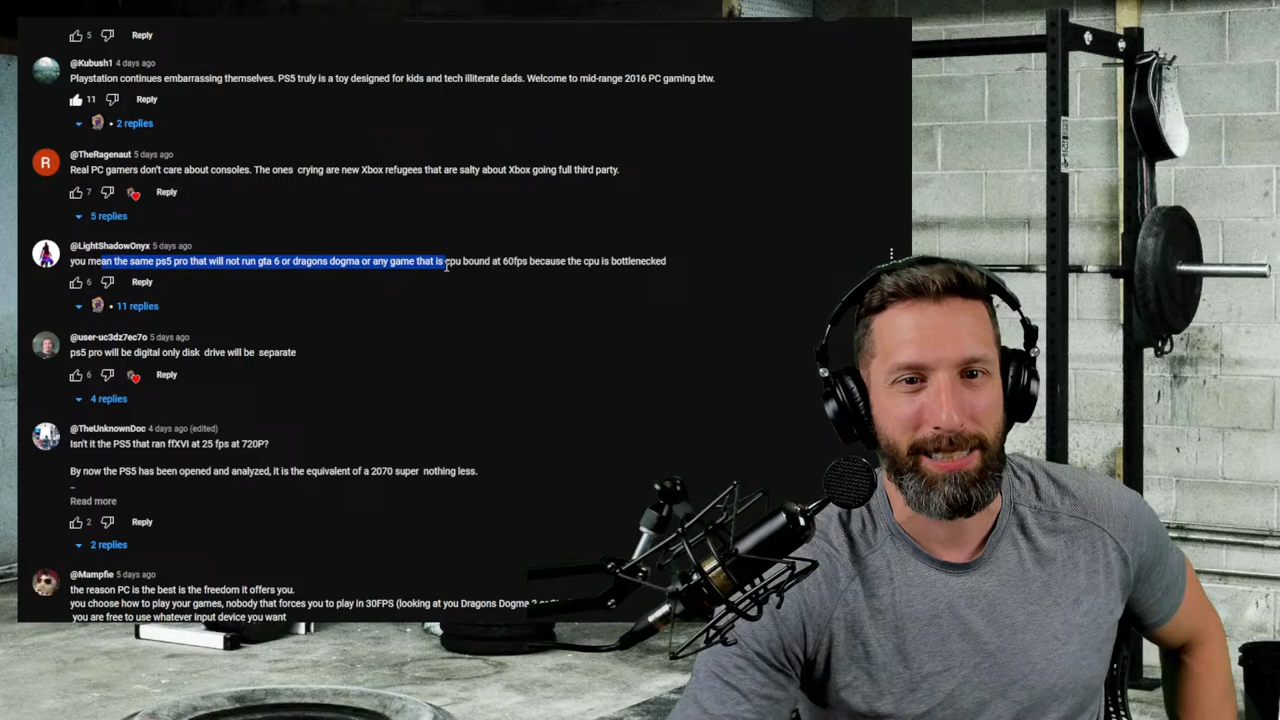 5 Reply
@Kubush1 4 days ago
Playstation continues embarrassing themselves. PS5 truly is a toy designed for kids and tech illiterate dads. Welcome to mid-range 2016 PC gaming btw.
11 Reply
• 2 replies
R
@TheRagenaut 5 days ago
Real PC gamers don't care about consoles. The ones crying are new Xbox refugees that are salty about Xbox going full third party.
7 Reply
5 replies
@LightShadowOnyx 5 days ago
you mean the same ps5 pro that will not run gta 6 or dragons dogma or any game that is cpu bound at 60fps because the cpu is bottlenecked
6 Reply
• 11 replies
@user-uc3dz7ec7o 5 days ago
ps5 pro will be digital only disk drive will be separate
6 Reply
4 replies
@TheUnknownDoc 4 days ago (edited)
Isn't it the PS5 that ran ffXVI at 25 fps at 720P?
By now the PS5 has been opened and analyzed, it is the equivalent of a 2070 super nothing less.
–
Read more
2 Reply
2 replies
@Mampfie 5 days ago
the reason PC is the best is the freedom it offers you.
you choose how to play your games, nobody that forces you to play in 30FPS (looking at you Dragons Dogma 2
you are free to use whatever input device you want